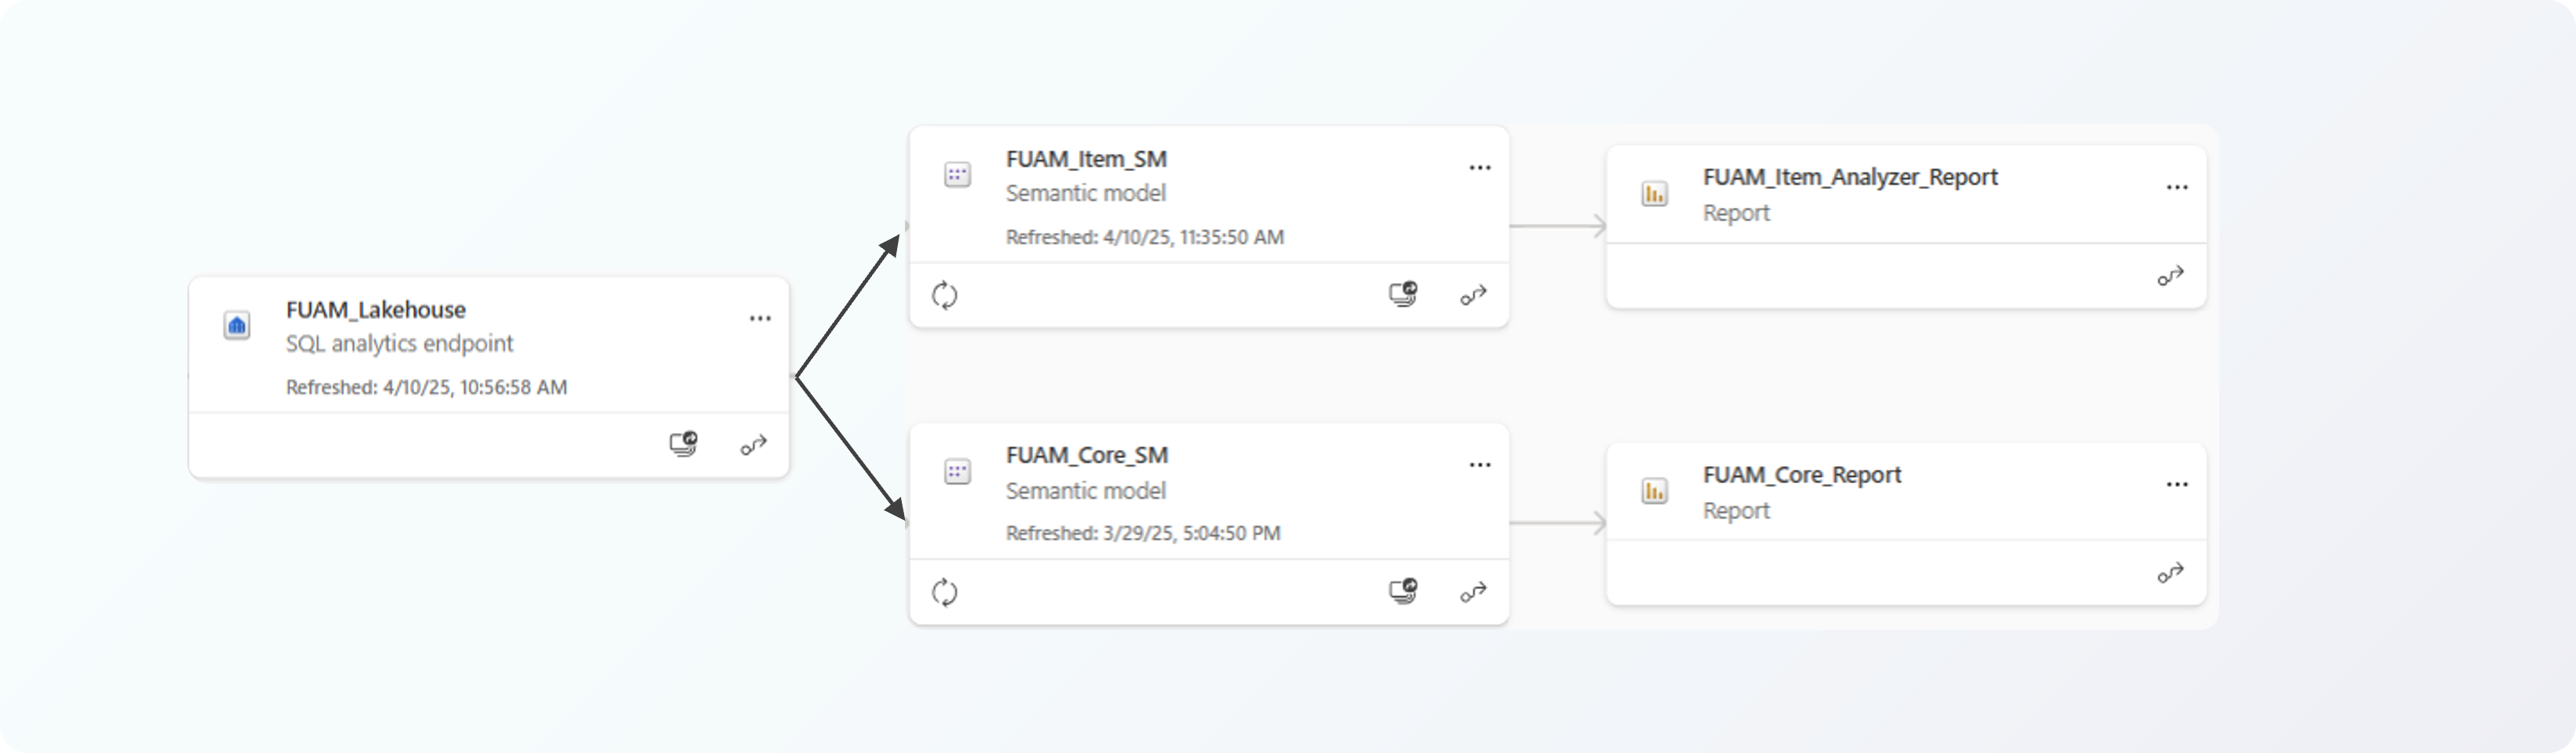 FUAM_Lakehouse
SQL analytics endpoint
Refreshed: 4/10/25, 10:56:58 AM
FUAM_Item_SM
Semantic model
Refreshed: 4/10/25, 11:35:50 AM
FUAM_Item_Analyzer_Report
Report
FUAM_Core_SM
Semantic model
Refreshed: 3/29/25, 5:04:50 PM
FUAM_Core_Report
Report